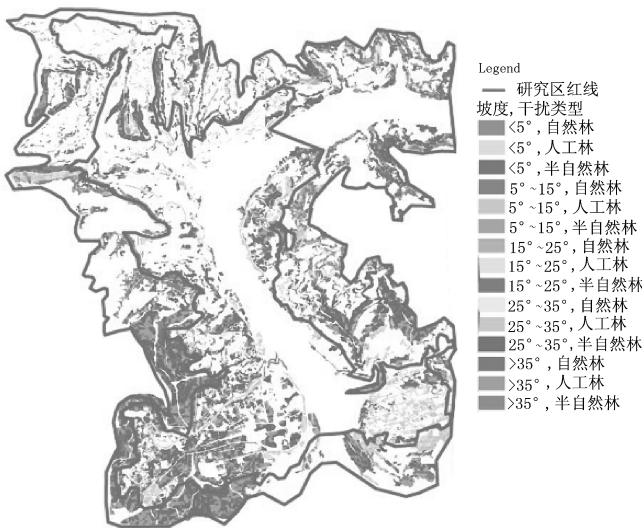 Legend
研究区红线
坡度,干扰类型
<5°,自然林
<5°,人工林
<5°,半自然林
5°~15°,自然林
5°~15°,人工林
5°~15°,半自然林
15°~25°,自然林
15°~25°,人工林
15°~25°,半自然林
25°~35°,自然林
25°~35°,人工林
25°~35°,半自然林
>35°,自然林
>35°,人工林
>35°,半自然林